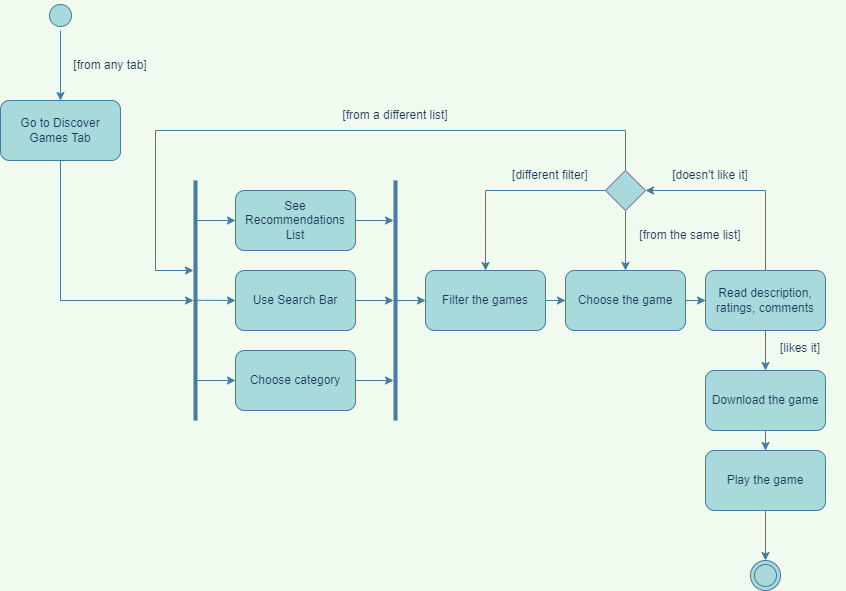 [from any tab]
Go to Discover
Games Tab
[from a different list]
[different filter]
[doesn't like it]
See
Recommendations
List
[from the same list]
Use Search Bar
Filter the games
Choose the game
Read description,
ratings, comments
[likes it]
Choose category
Download the game
Play the game